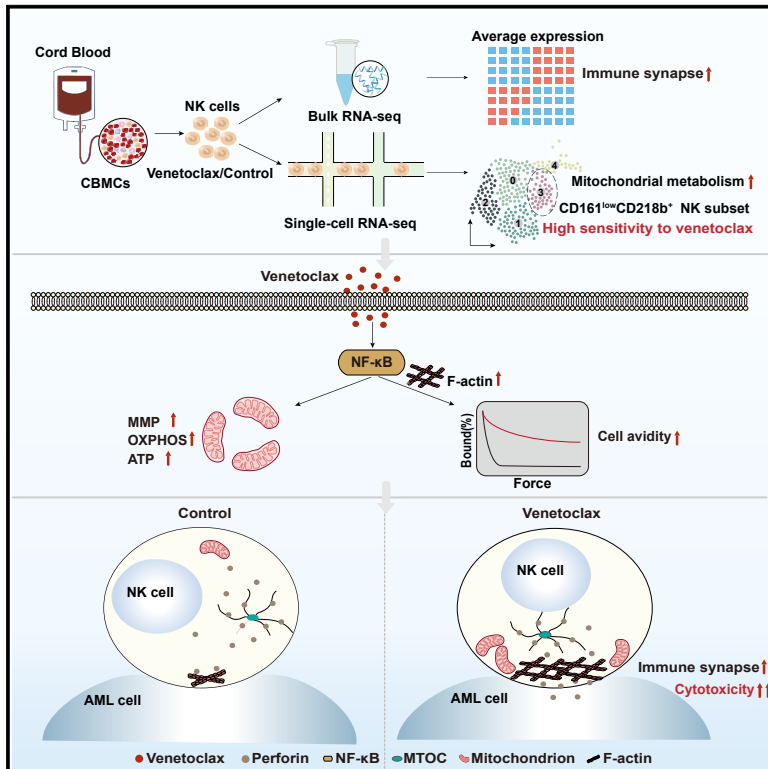 Cord Blood
CBMCs
NK cells
Venetoclax/Control
Bulk RNA-seq
Single-cell RNA-seq
Average expression
Immune synapse↑
0
1
2
3
4
Mitochondrial metabolism ↑
CD161lowCD218b+ NK subset
High sensitivity to venetoclax
Venetoclax
NF-κB
F-actin ↑
MMP ↑
OXPHOS↑
ATP ↑
Bound(%)
Force
Cell avidity↑
Control
NK cell
AML cell
Venetoclax
NK cell
AML cell
Immune synapse↑
Cytotoxicity↑↑
Venetoclax Perforin NF-κB MTOC Mitochondrion F-actin